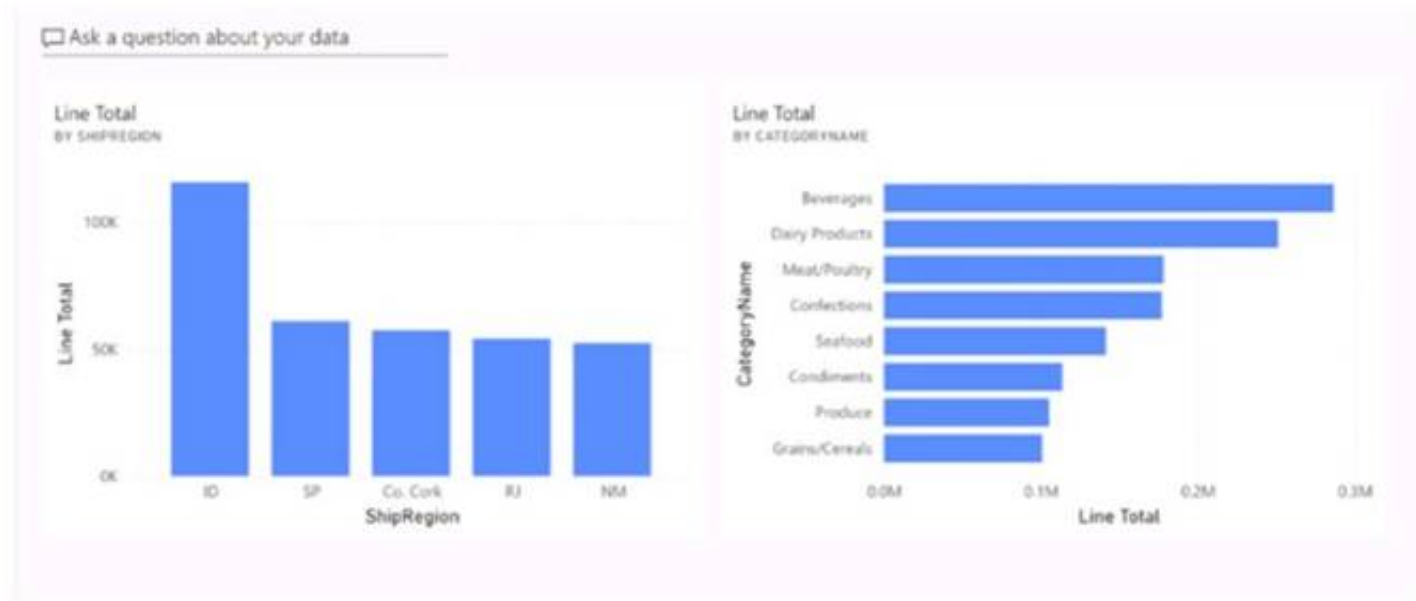 Ask a question about your data
Line Total
BY SHIPREGION
Line Total
100K
50K
0K
ID
SP
Co. Cork
RJ
NM
ShipRegion
Line Total
BY CATEGORYNAME
CategoryName
Beverages
Dairy Products
Meat/Poultry
Confections
Seafood
Condiments
Produce
Grains/Cereals
0.0M
0.1M
0.2M
0.3M
Line Total